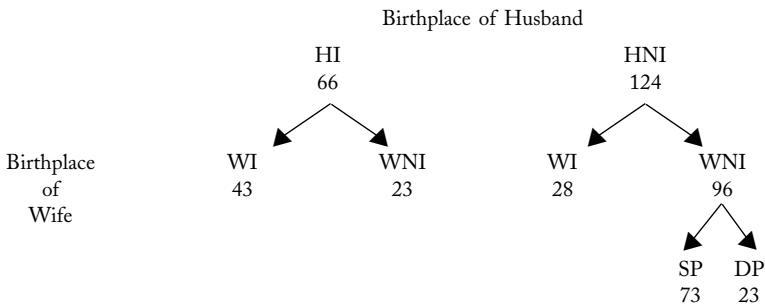 Birthplace of Husband
HI HNI
66 124
Birthplace
of
Wife
WI WNI WI WNI
43 23 28 96
SP DP
73 23